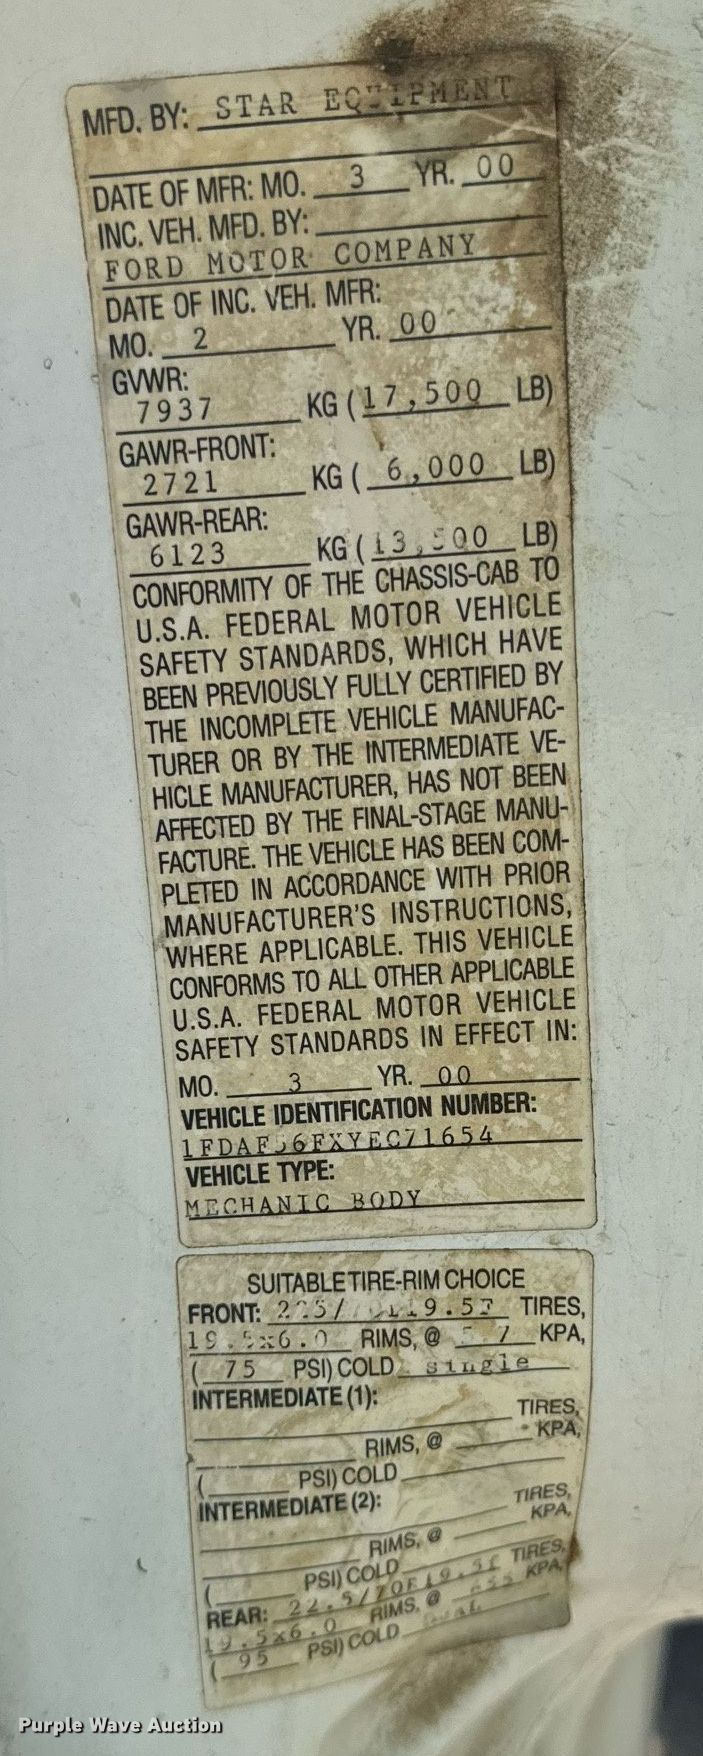 MFD. BY: STAR EQUIPMENT
DATE OF MFR: MO. 3 YR. 00
INC. VEH. MFD. BY:
FORD MOTOR COMPANY
DATE OF INC. VEH. MFR:
MO. 2 YR. 00
GVWR:
7937 KG (17,500 LB)
GAWR-FRONT:
2721 KG ( 6,000 LB)
GAWR-REAR:
6123 KG (13,500 LB)
CONFORMITY OF THE CHASSIS-CAB TO
U.S.A. FEDERAL MOTOR VEHICLE
SAFETY STANDARDS, WHICH HAVE
BEEN PREVIOUSLY FULLY CERTIFIED BY
THE INCOMPLETE VEHICLE MANUFAC-
TURER OR BY THE INTERMEDIATE VE-
HICLE MANUFACTURER, HAS NOT BEEN
AFFECTED BY THE FINAL-STAGE MANU-
FACTURE. THE VEHICLE HAS BEEN COM-
PLETED IN ACCORDANCE WITH PRIOR
MANUFACTURER'S INSTRUCTIONS,
WHERE APPLICABLE. THIS VEHICLE
CONFORMS TO ALL OTHER APPLICABLE
U.S.A. FEDERAL MOTOR VEHICLE
SAFETY STANDARDS IN EFFECT IN:
MO. 3 YR. 00
VEHICLE IDENTIFICATION NUMBER:
VEHICLE TYPE:
MECHANIC BODY
SUITABLE TIRE-RIM CHOICE
FRONT: TIRES,
19.5x6.0 RIMS, @ KPA,
( 75 PSI) COLD single
INTERMEDIATE (1):
TIRES,
RIMS, @ KPA,
( PSI) COLD
INTERMEDIATE (2):
TIRES,
RIMS, @ KPA,
( PSI) COLD
REAR: TIRES,
19.5x6.0 RIMS, @ KPA,
( 95 PSI) COLD
Purple Wave Auction